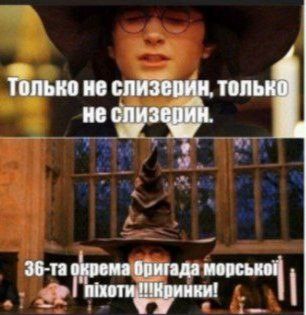 Только не слизерин, только
не слизерин.
36-та окрема бригада морської
піхоти !!!Кринки!